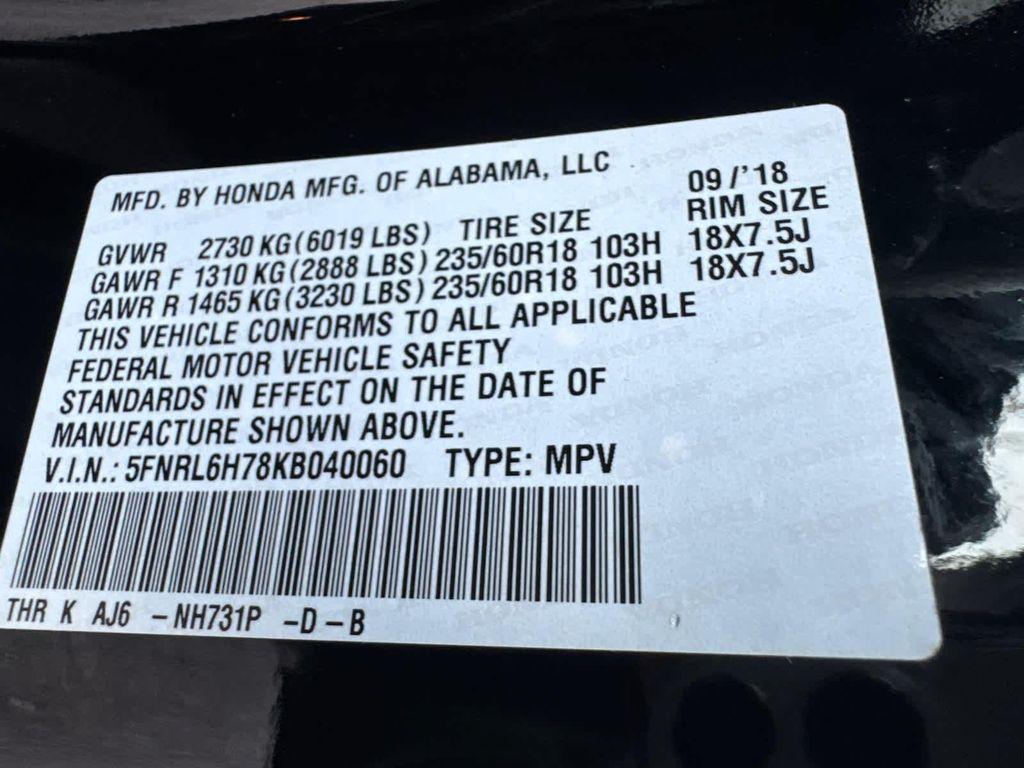 MFD. BY HONDA MFG. OF ALABAMA, LLC 09/'18
GVWR 2730 KG(6019 LBS) TIRE SIZE RIM SIZE
GAWR F 1310 KG(2888 LBS) 235/60R18 103H 18X7.5J
GAWR R 1465 KG(3230 LBS) 235/60R18 103H 18X7.5J
THIS VEHICLE CONFORMS TO ALL APPLICABLE
FEDERAL MOTOR VEHICLE SAFETY
STANDARDS IN EFFECT ON THE DATE OF
MANUFACTURE SHOWN ABOVE.
V.I.N.: 5FNRL6H78KB040060 TYPE: MPV
THR K AJ6 -NH731P -D-B